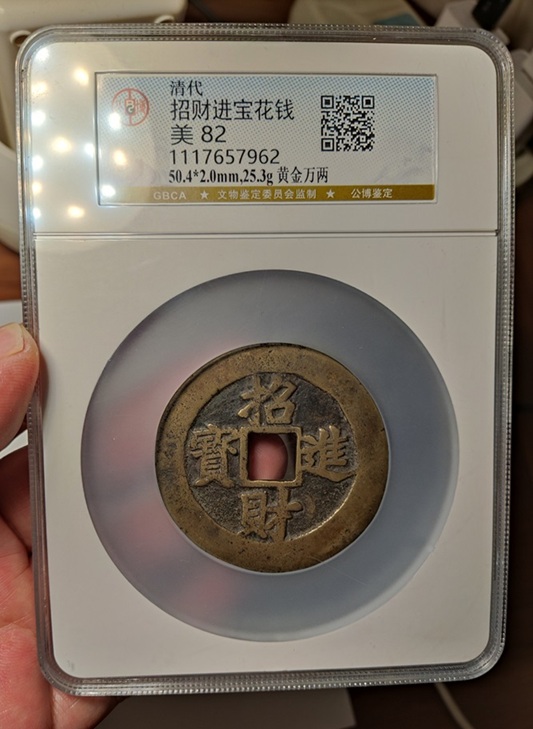 清代
招财进宝花钱
美 82
1117657962
50.4*2.0mm,25.3g 黄金万两
GBCA ★ 文物鉴定委员会监制 ★ 公博鉴定
招
寶 進
財